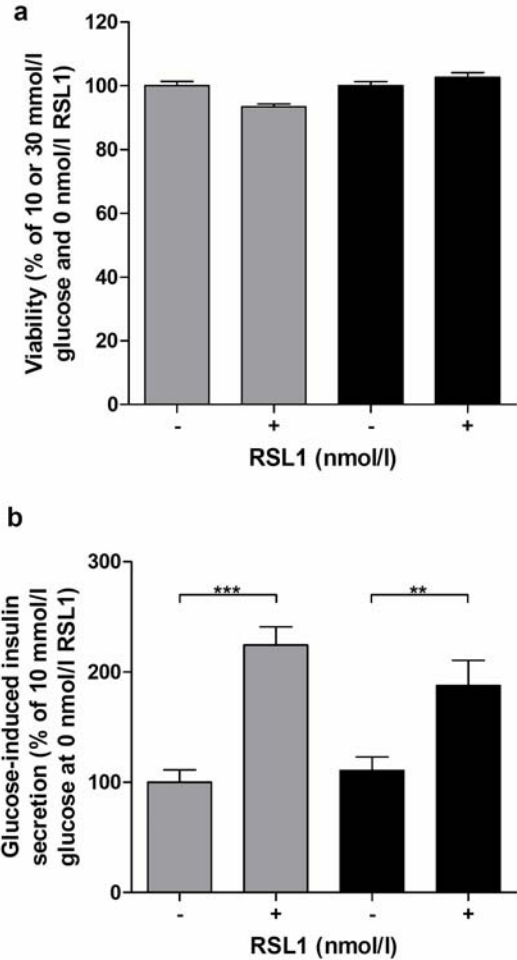 a
Viability (% of 10 or 30 mmol/l
glucose and 0 nmol/l RSL1)
120
100
80
60
40
20
0
- + - +
RSL1 (nmol/l)
b
Glucose-induced insulin
secretion (% of 10 mmol/l
glucose at 0 nmol/l RSL1)
300
200
100
0
*** **
- + - +
RSL1 (nmol/l)